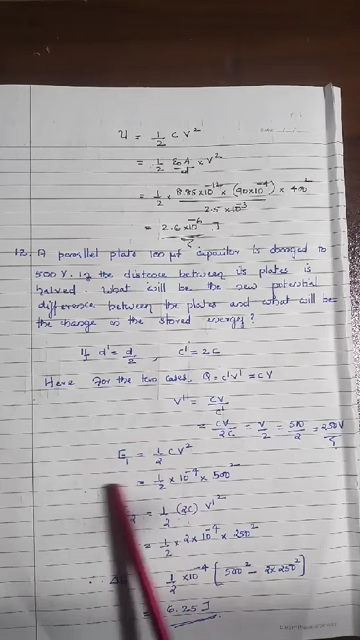 U = 1/2 C V²
= 1/2 ε₀A/d × V²
= 1/2 × 8.85×10⁻¹² × (90×10⁻⁴) × 400² / 2.5×10⁻³
= 2.6×10⁻⁶ J
12. A parallel plate 100 μf capacitor is charged to
500 V. If the distance between its plates is
halved. What will be the new potential
difference between the plates and what will be
the change in the stored energy?
If d' = d/2, C' = 2C
Here For the two cases, Q = C'V' = CV
V' = CV/C'
= CV/2C = V/2 = 500/2 = 250V
E₁ = 1/2 C V²
= 1/2 × 10⁻⁴ × 500²
= 1/2 (2C) V'²
= 1/2 × 2×10⁻⁴ × 250²
∴ 1/2 × 10⁻⁴ [500² − 2×250²]
= 6.25 J